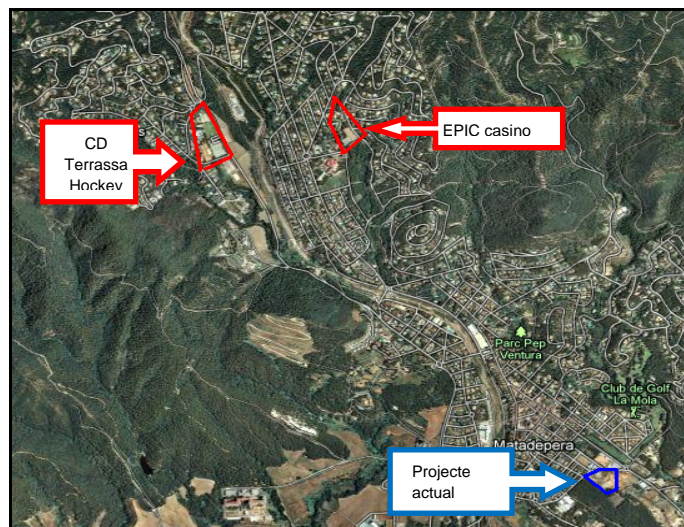 CD
Terrassa
Hockey
EPIC casino
Parc Pep
Ventura
Club de Golf
La Mola
Matadepera
Projecte
actual